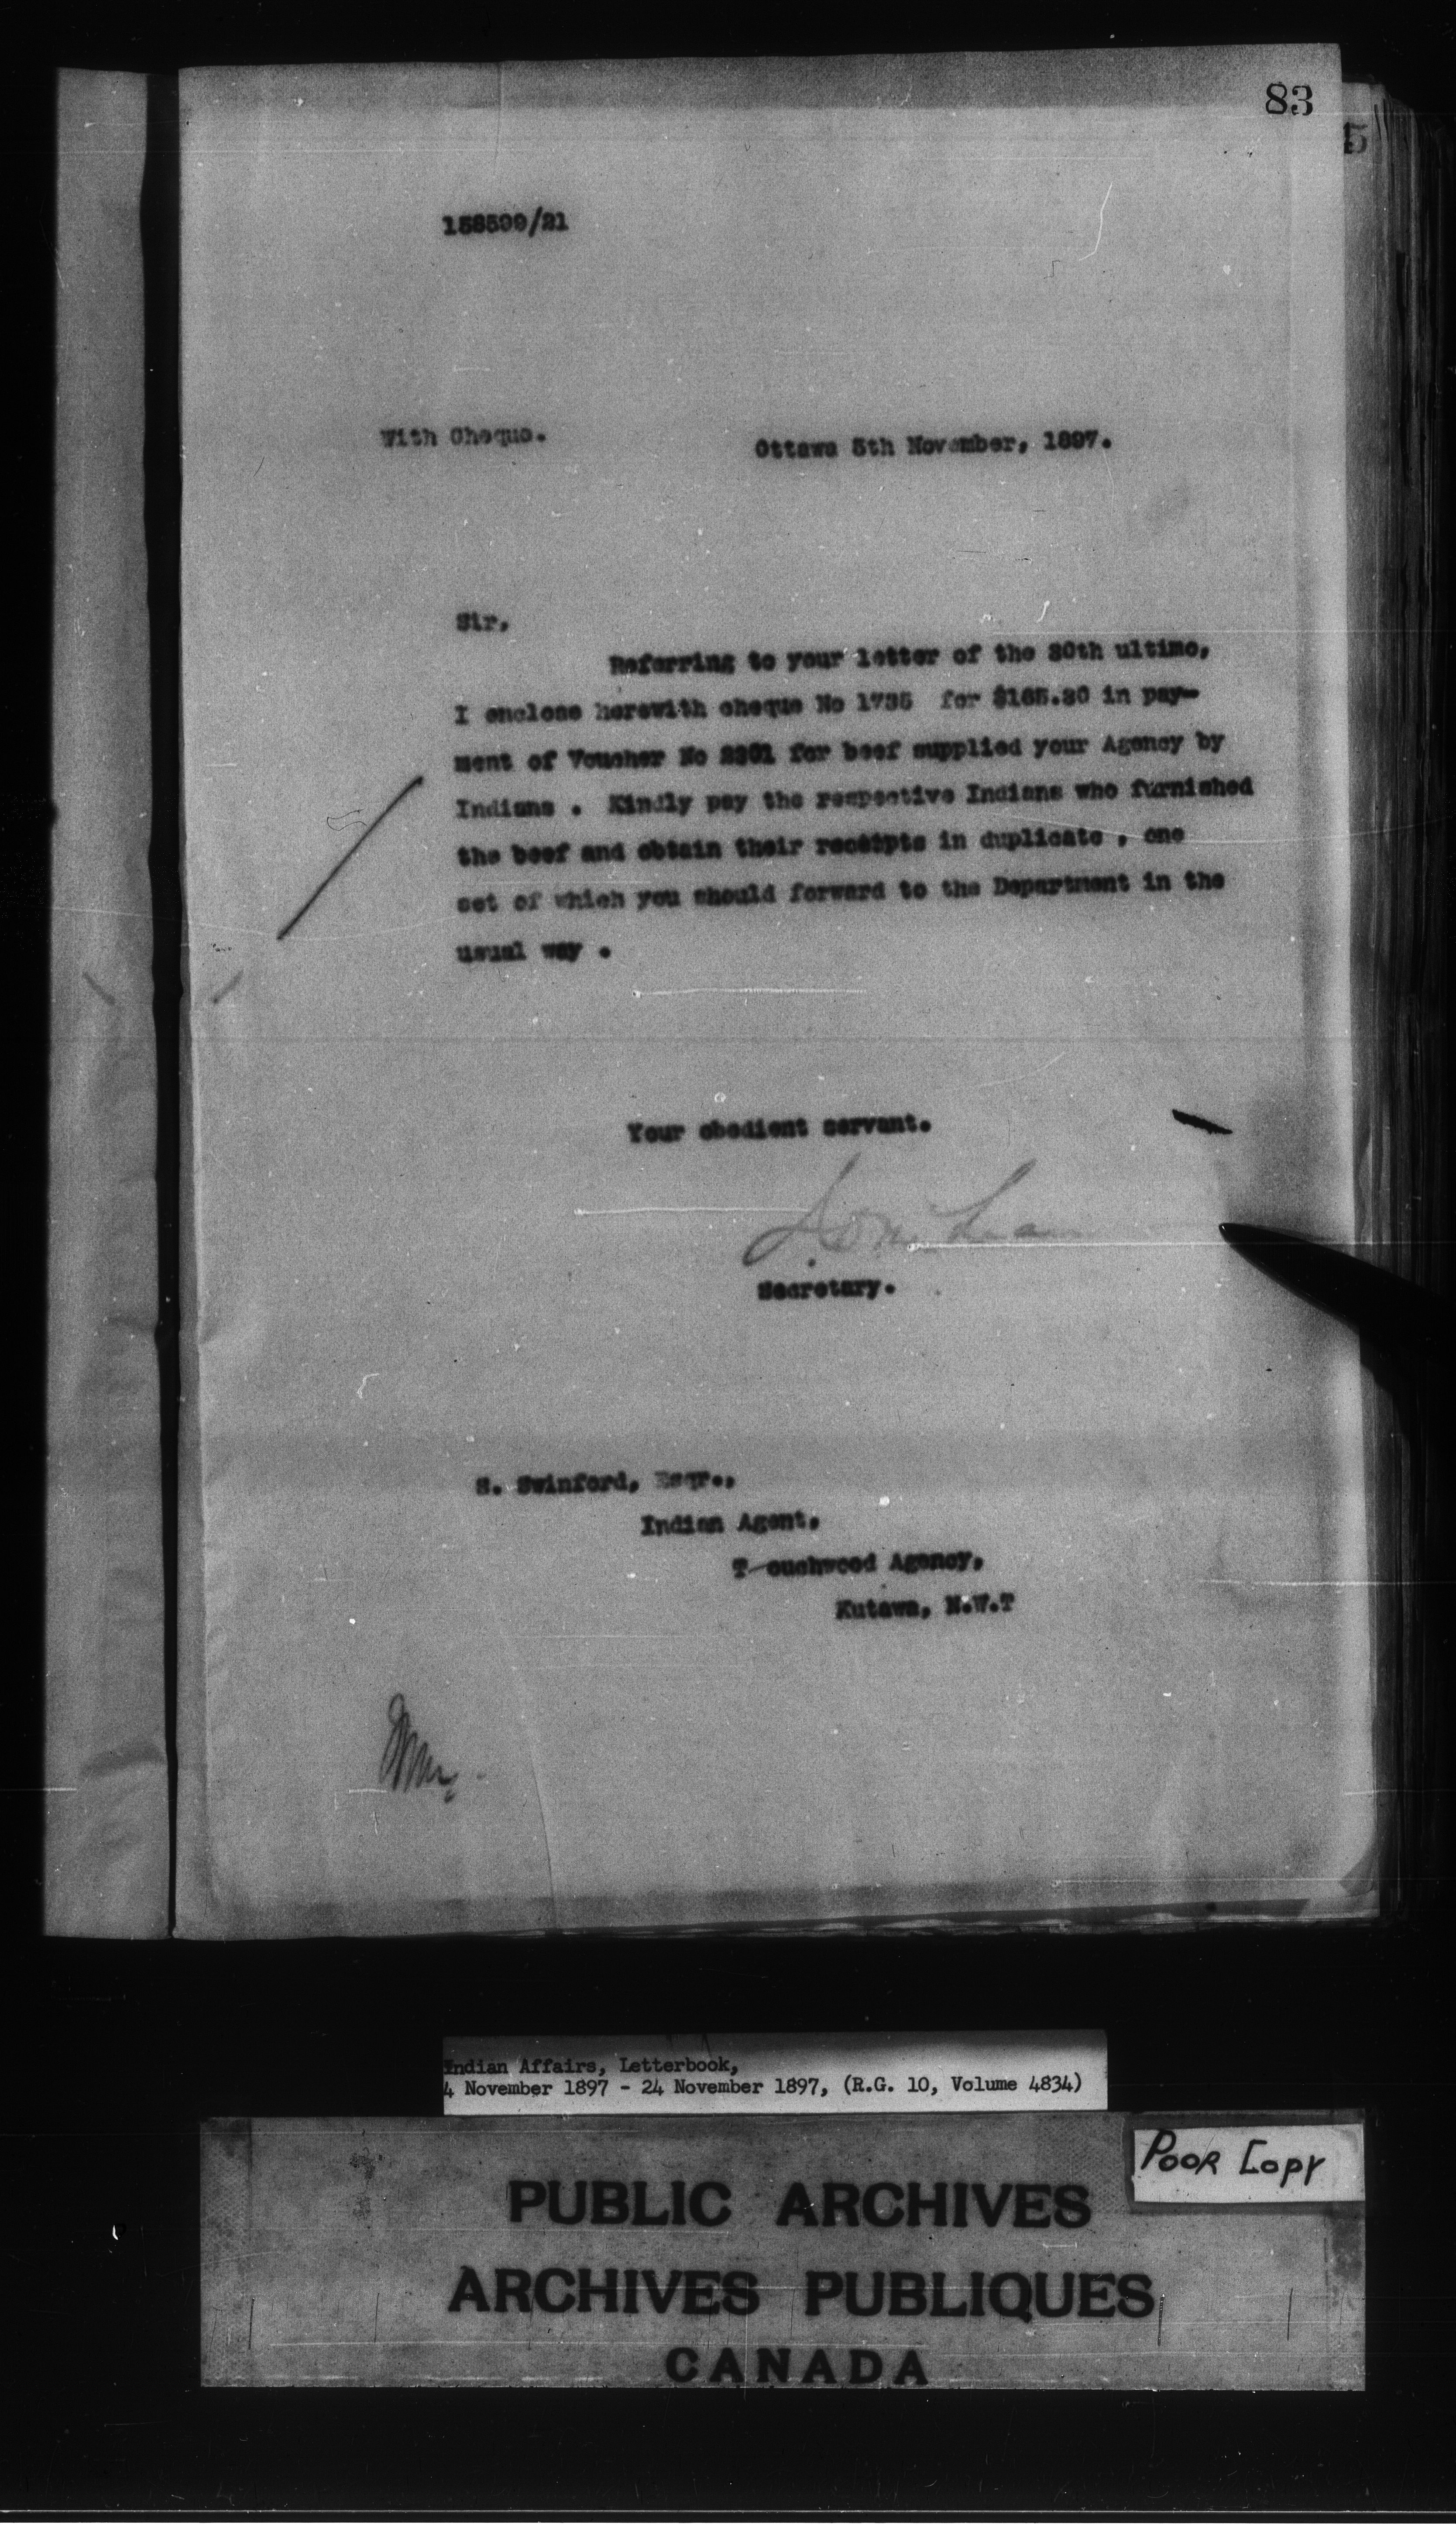 83
5
With Cheque.
Ottawa 5th November, 1897.
Sir,
Referring to your letter of the 30th ultimo,
I enclose herewith cheque No 1735 for $165.30 in pay-
ment of Voucher No for beef supplied your Agency by
Indians . Kindly pay the respective Indians who furnished
the beef and obtain their receipts in duplicate , one
set of which you should forward to the Department in the
usual way .
Your obedient servant.
Secretary.
S. Swinford, Esqr.,
Indian Agent,
T-ouchwood Agency,
Kutawa, N.W.T
Indian Affairs, Letterbook,
4 November 1897 - 24 November 1897, (R.G. 10, Volume 4834)
POOR COPY
PUBLIC ARCHIVES
ARCHIVES PUBLIQUES
CANADA